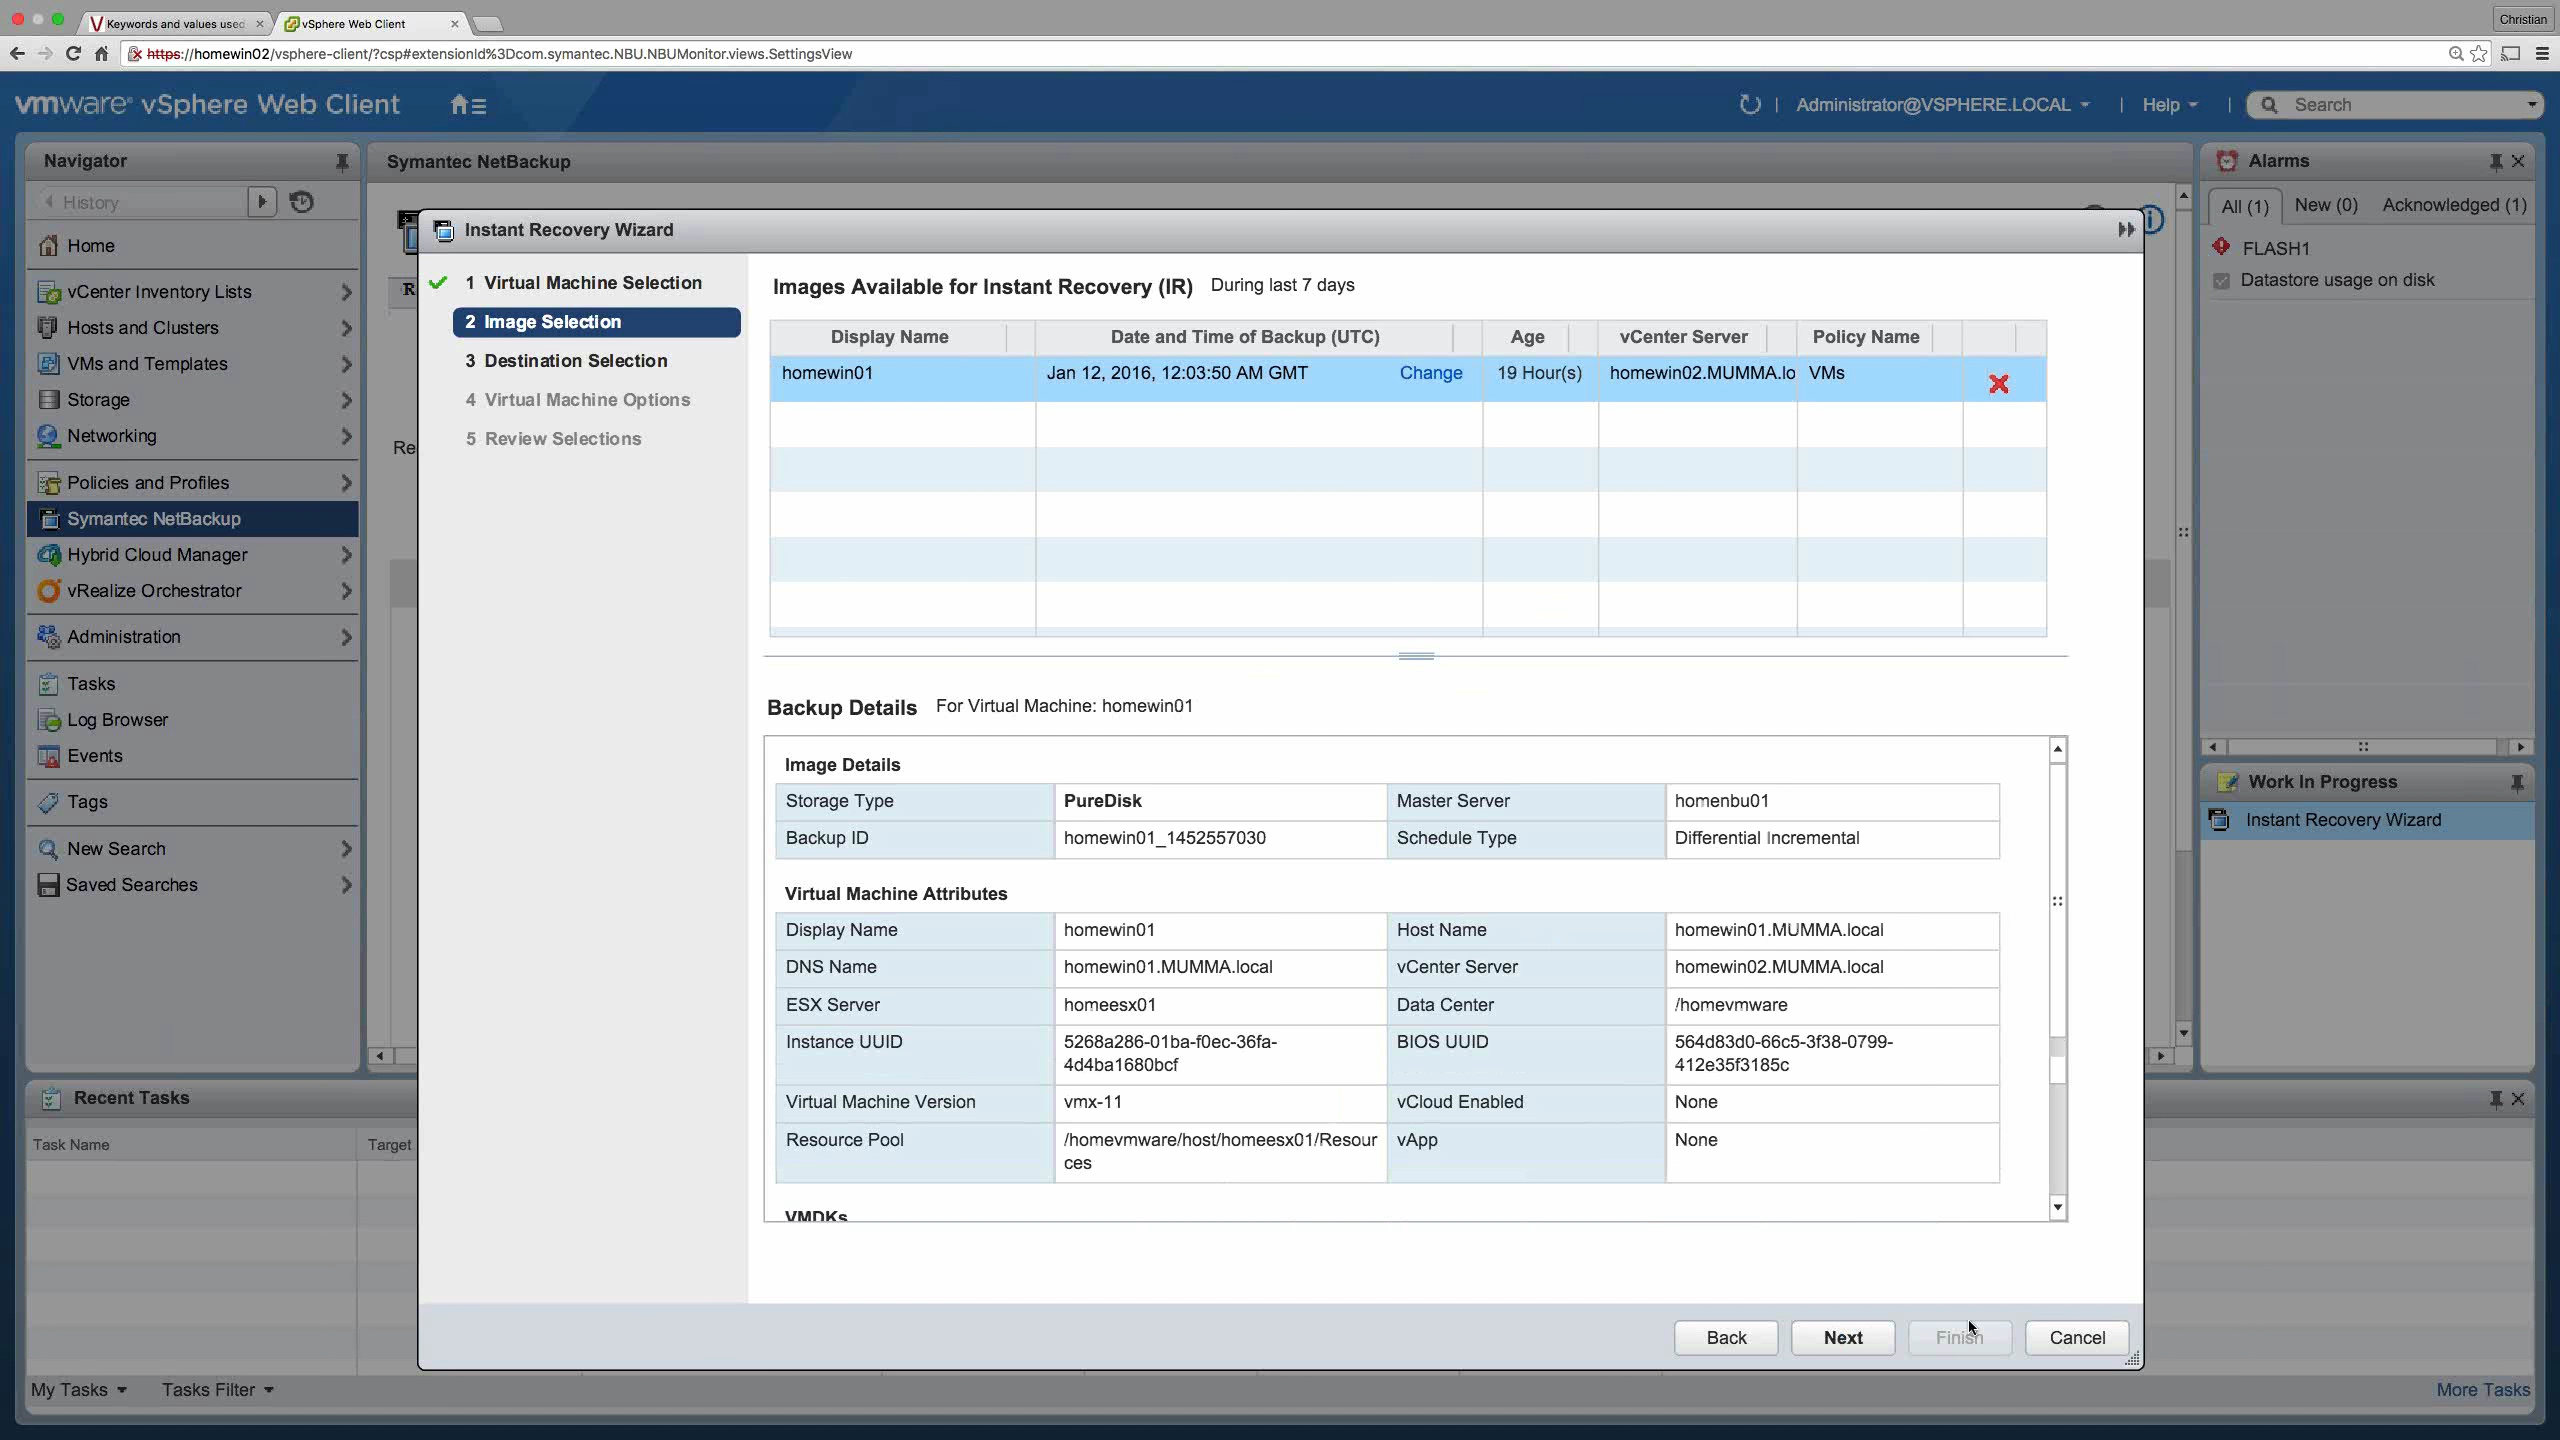 Keywords and values used
vSphere Web Client
Christian
https://homewin02/vsphere-client/?csp#extensionId%3Dcom.symantec.NBU.NBUMonitor.views.SettingsView
vmware® vSphere Web Client
Administrator@VSPHERE.LOCAL
Help
Search
Navigator
History
Home
vCenter Inventory Lists
Hosts and Clusters
VMs and Templates
Storage
Networking
Policies and Profiles
Symantec NetBackup
Hybrid Cloud Manager
vRealize Orchestrator
Administration
Tasks
Log Browser
Events
Tags
New Search
Saved Searches
Symantec NetBackup
R
Re
Instant Recovery Wizard
1 Virtual Machine Selection
2 Image Selection
3 Destination Selection
4 Virtual Machine Options
5 Review Selections
Images Available for Instant Recovery (IR) During last 7 days
Display Name Date and Time of Backup (UTC) Age vCenter Server Policy Name
homewin01 Jan 12, 2016, 12:03:50 AM GMT Change 19 Hour(s) homewin02.MUMMA.lo VMs
Backup Details For Virtual Machine: homewin01
Image Details
Storage Type PureDisk Master Server homenbu01
Backup ID homewin01_1452557030 Schedule Type Differential Incremental
Virtual Machine Attributes
Display Name homewin01 Host Name homewin01.MUMMA.local
DNS Name homewin01.MUMMA.local vCenter Server homewin02.MUMMA.local
ESX Server homeesx01 Data Center /homevmware
Instance UUID 5268a286-01ba-f0ec-36fa- BIOS UUID 564d83d0-66c5-3f38-0799-
4d4ba1680bcf 412e35f3185c
Virtual Machine Version vmx-11 vCloud Enabled None
Resource Pool /homevmware/host/homeesx01/Resour vApp None
ces
VMDKs
Back Next Finish Cancel
Alarms
All (1) New (0) Acknowledged (1)
FLASH1
Datastore usage on disk
Work In Progress
Instant Recovery Wizard
Recent Tasks
Task Name Target
My Tasks Tasks Filter
More Tasks